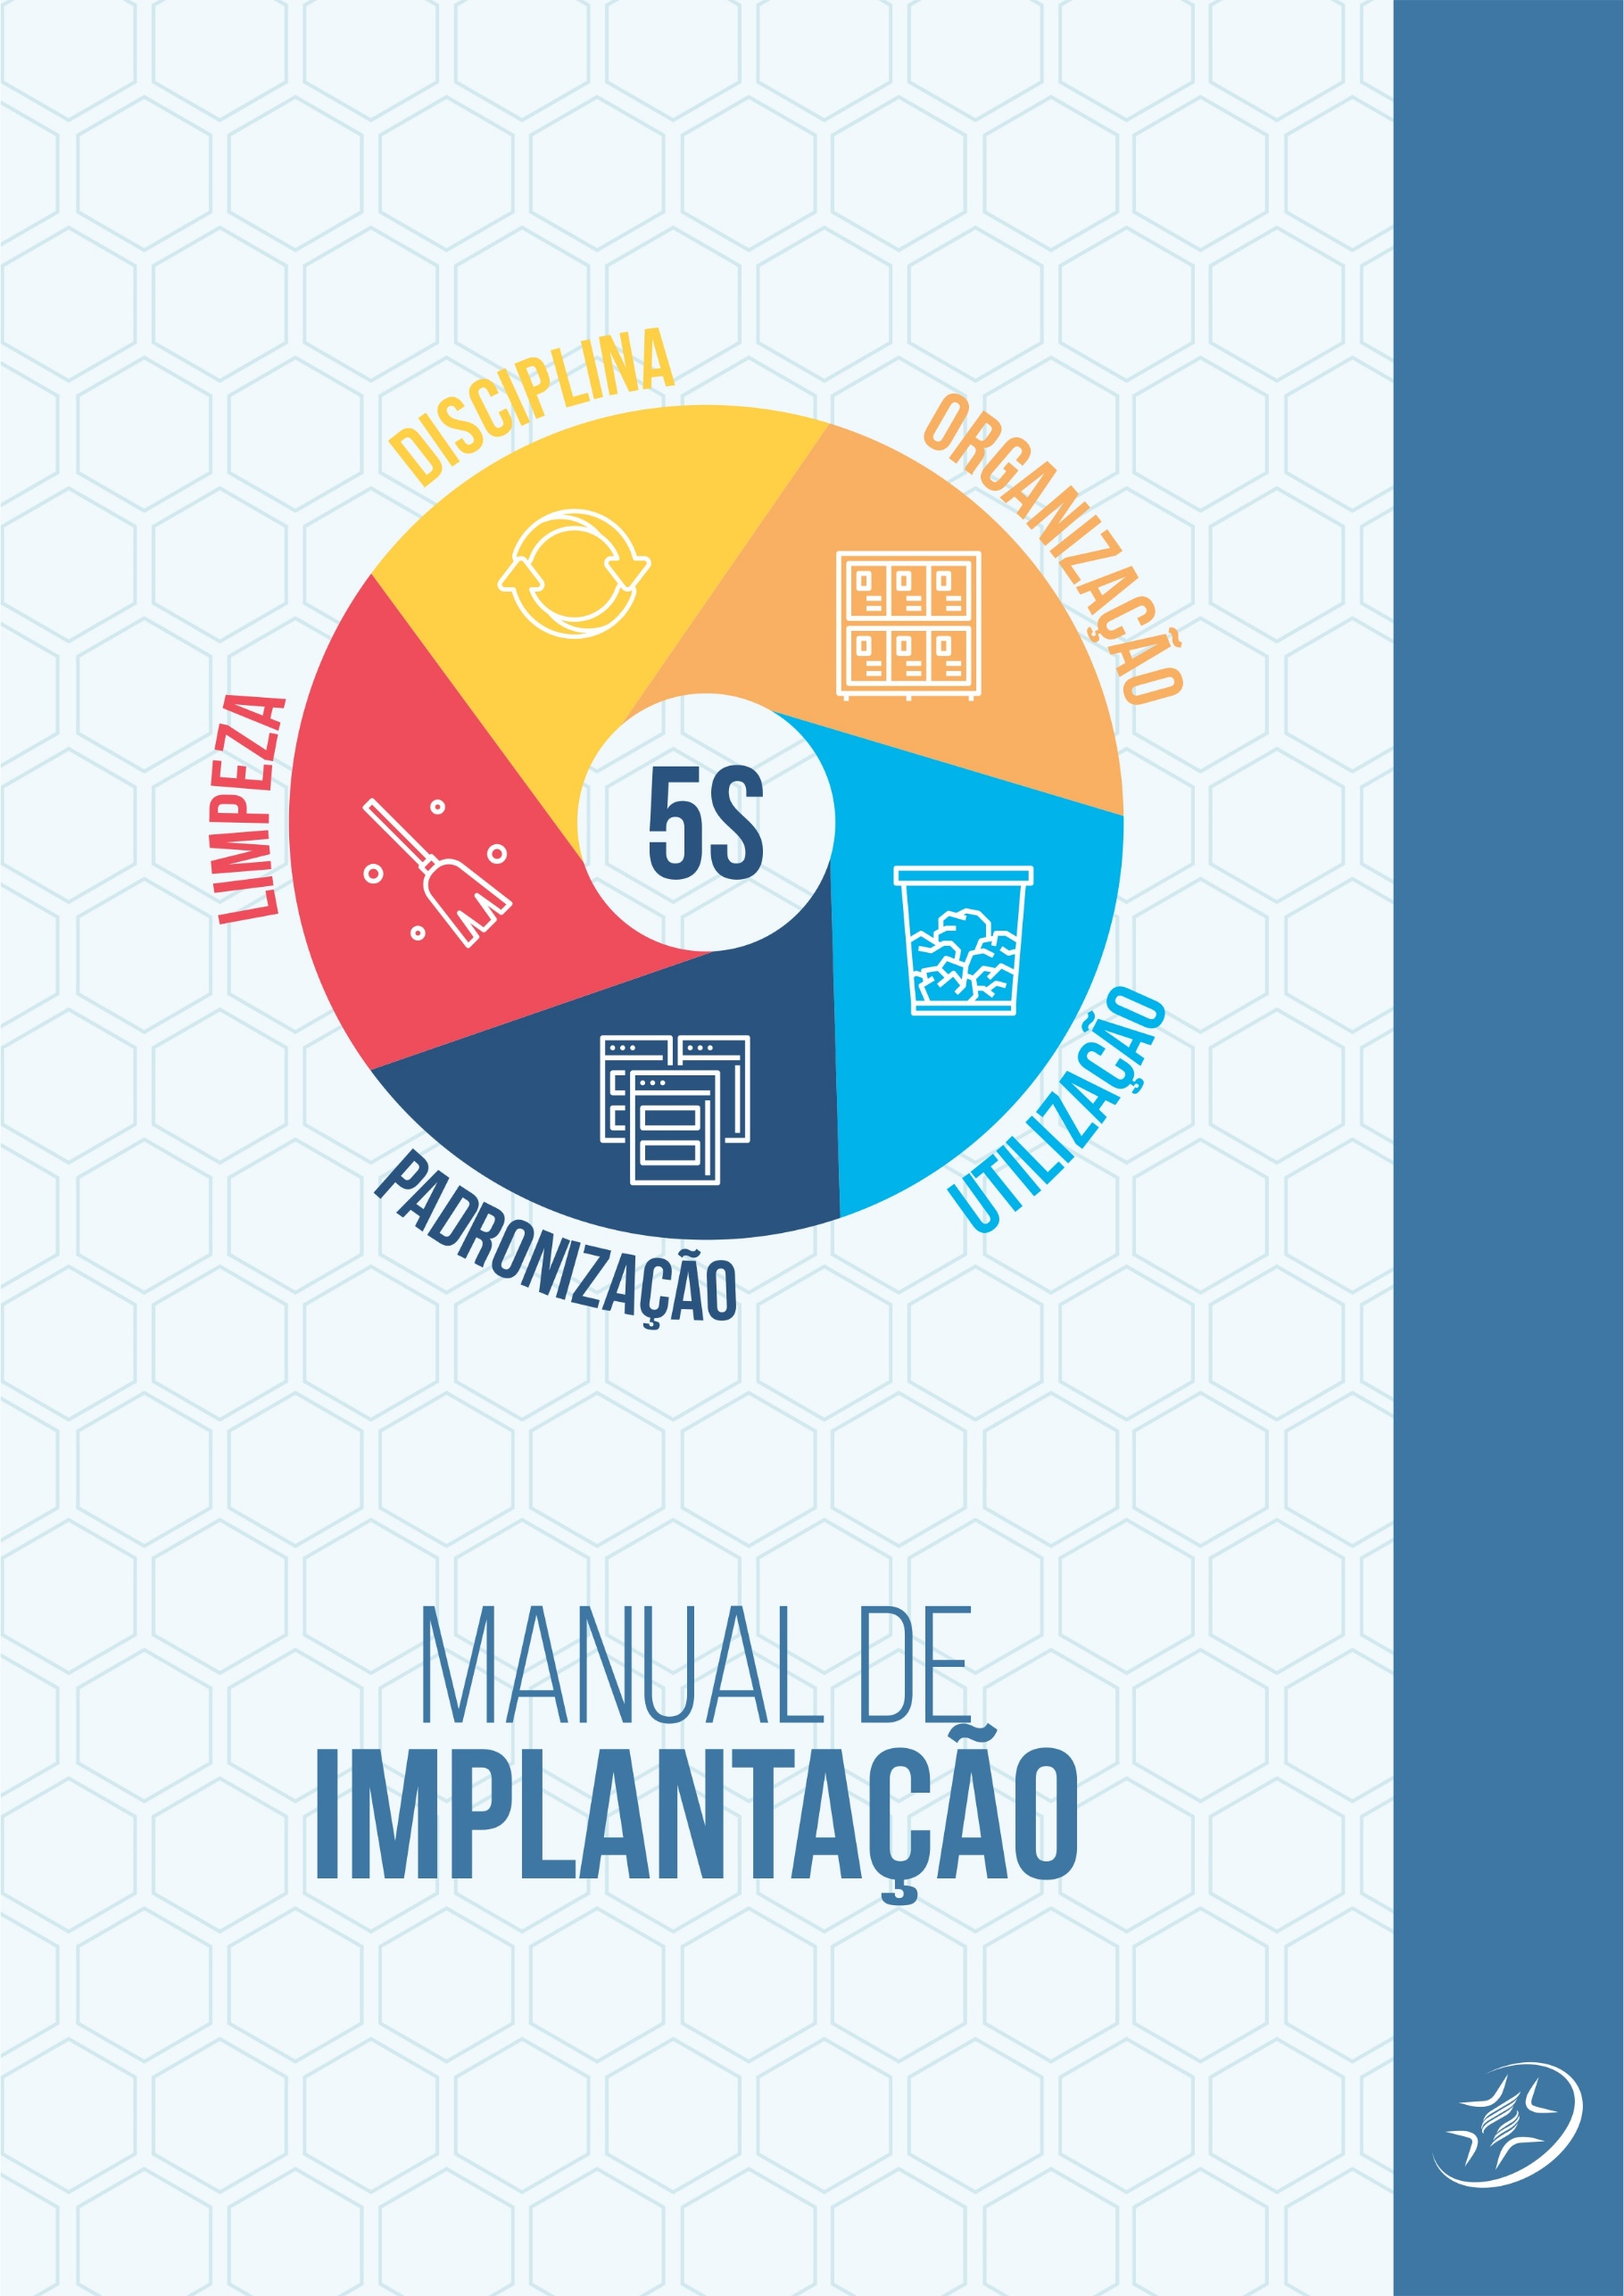 DISCIPLINA
ORGANIZAÇÃO
LIMPEZA
5S
UTILIZAÇÃO
PADRONIZAÇÃO
MANUAL DE
IMPLANTAÇÃO